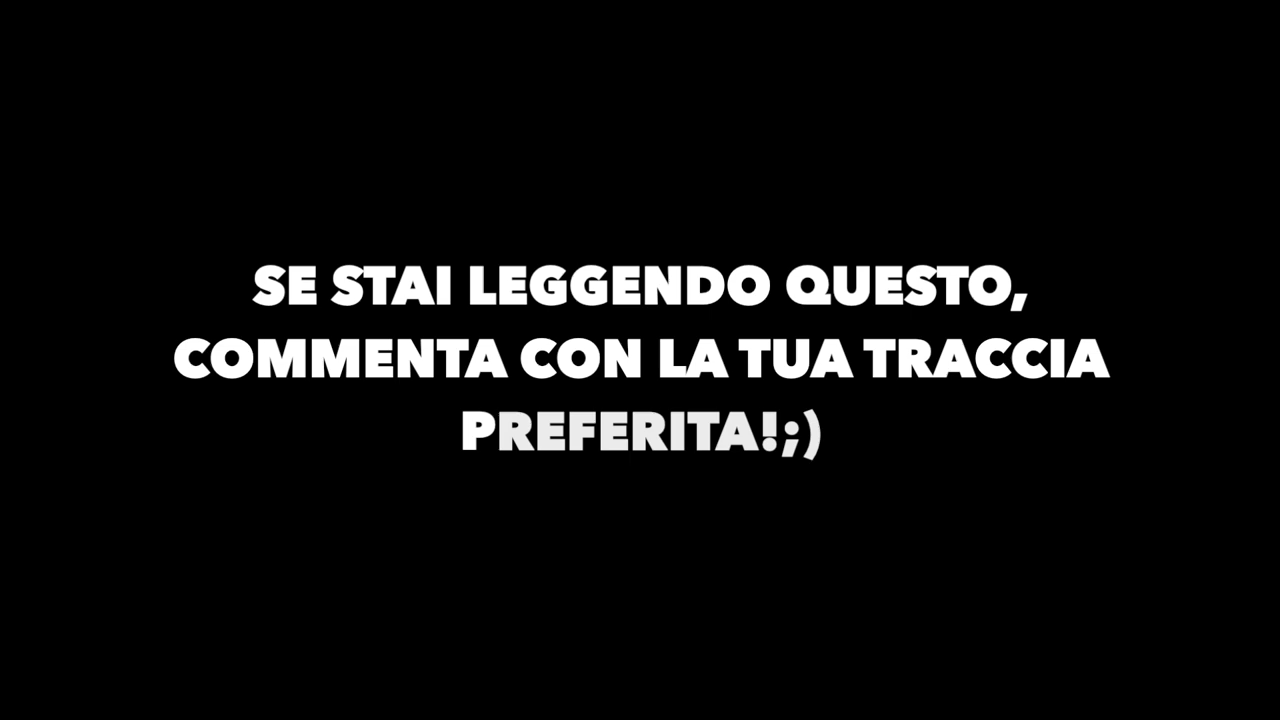 SE STAI LEGGENDO QUESTO,
COMMENTA CON LA TUA TRACCIA
PREFERITA!;)